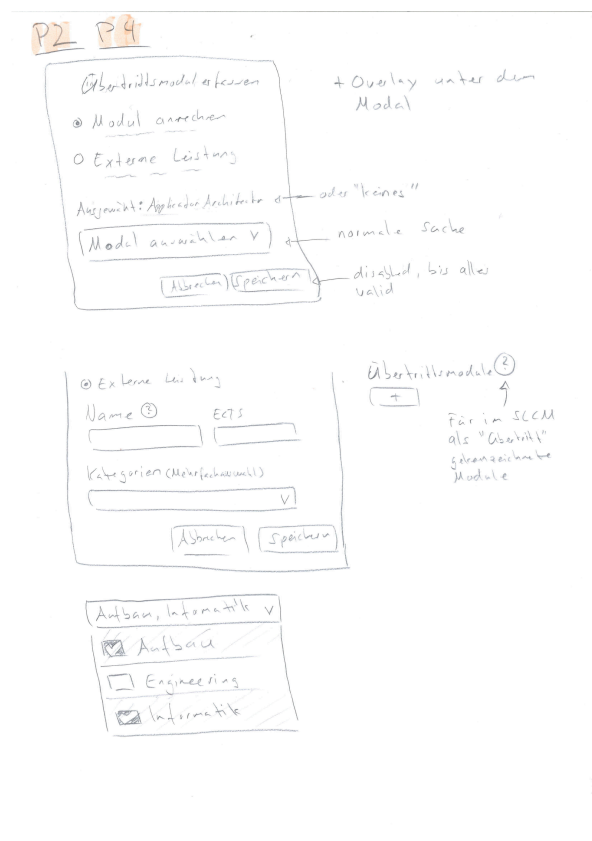 P2 P4
Übertrittsmodul erfassen
Modul anrechnen
Externe Leistung
Ausgewählt: Application Architecture
Modul auswählen
Abbrechen Speichern
+ Overlay unter dem
Modal
oder "keines"
normale Suche
disabled, bis alles
valid
Externe Leistung
Name ? ECTS
Kategorien (Mehrfachauswahl)
Abbrechen Speichern
Übertrittsmodule ?
+
Für im SLCM
als "Übertritt"
gekennzeichnete
Module
Aufbau, Informatik
Aufbau
Engineering
Informatik